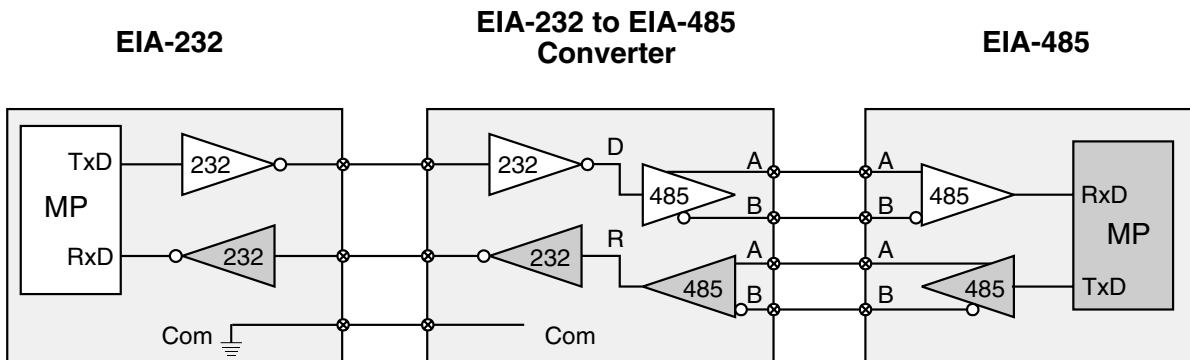 EIA-232
EIA-232 to EIA-485
Converter
EIA-485
TxD
232
232
D
485
A
A
485
B
B
RxD
MP
MP
RxD
232
232
R
485
A
A
485
B
B
TxD
Com
Com